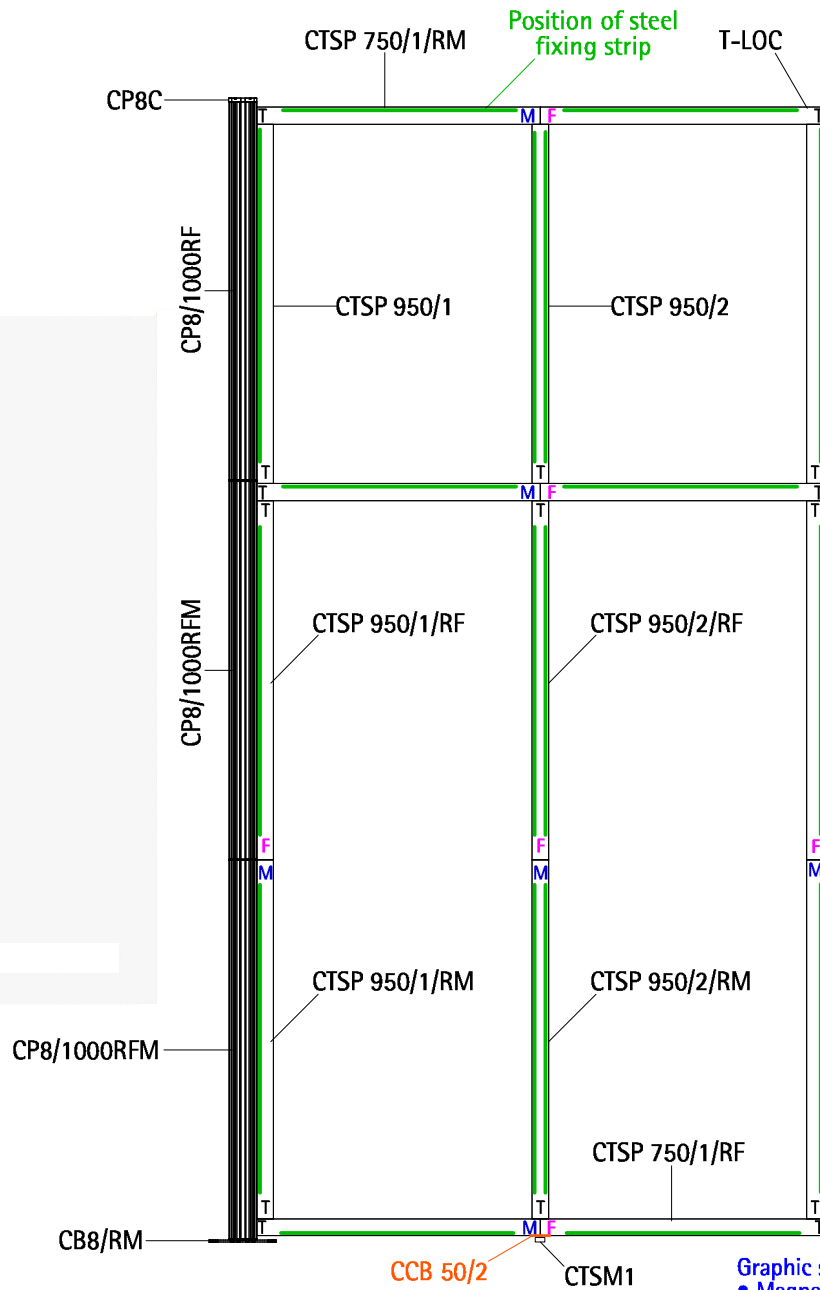 Position of steel
fixing strip
CTSP 750/1/RM
T-LOC
CP8C
T M F T
CP8/1000RF
CTSP 950/1
CTSP 950/2
T T T
T M F T
T T T
CTSP 950/1/RF
CTSP 950/2/RF
CP8/1000RFM
F F F
M M M
CTSP 950/1/RM
CTSP 950/2/RM
CP8/1000RFM
CTSP 750/1/RF
T T T
T M F T
CB8/RM
CCB 50/2
CTSM1
Graphic